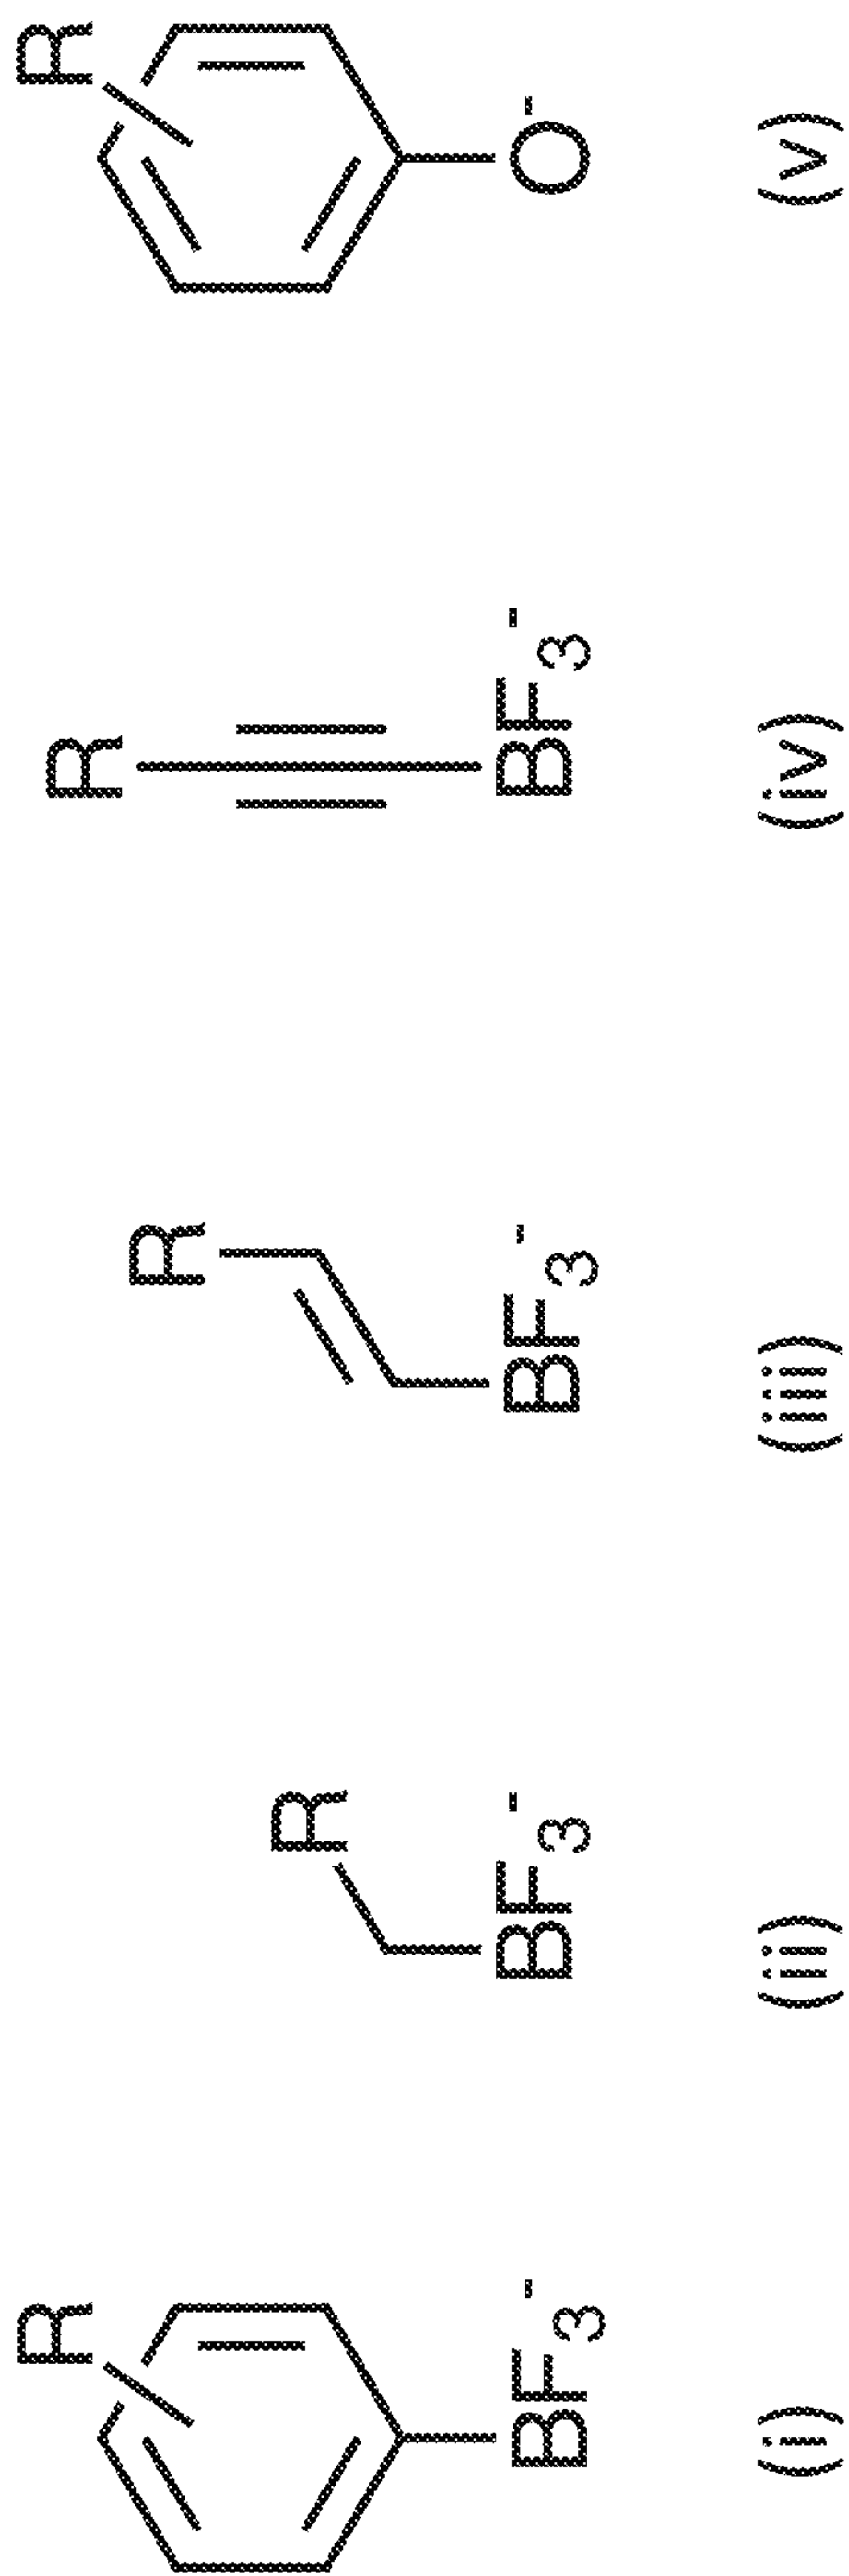 R R R R R
BF3- BF3- BF3- BF3- O-
(i) (ii) (iii) (iv) (v)